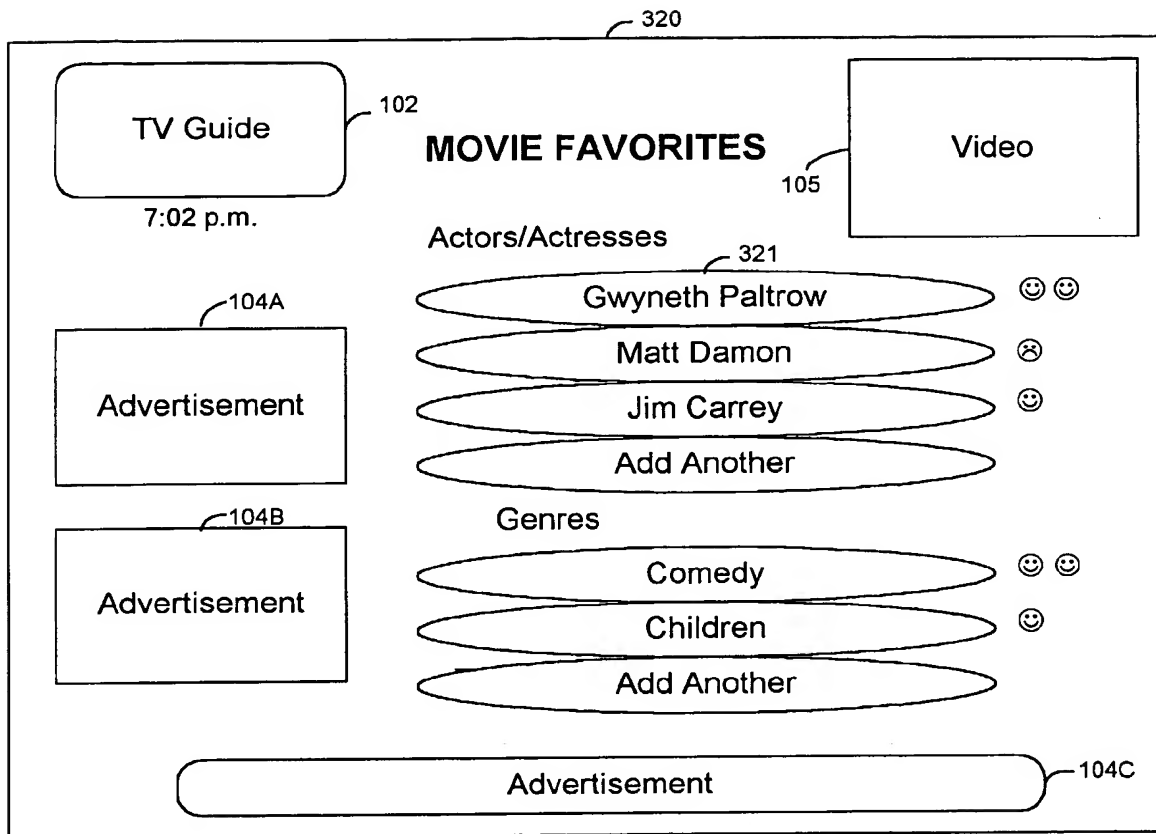 320
TV Guide
102
MOVIE FAVORITES
Video
105
7:02 p.m.
Actors/Actresses
321
Gwyneth Paltrow
104A
Matt Damon
Advertisement
Jim Carrey
Add Another
104B
Genres
Advertisement
Comedy
Children
Add Another
Advertisement
104C